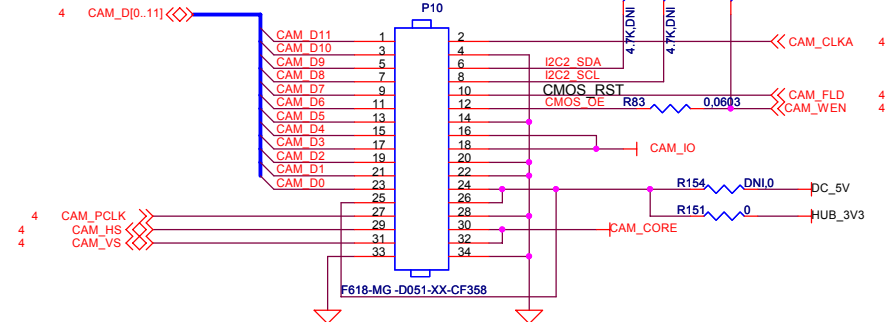 P10
4 CAM_D[0..11]
4.7K,DNI 4.7K,DNI
CAM_D11 1 2 CAM_CLKA 4
CAM_D10 3 4
CAM_D9 5 6 I2C2_SDA
CAM_D8 7 8 I2C2_SCL
CAM_D7 9 10 CMOS_RST CAM_FLD 4
CAM_D6 11 12 CMOS_OE R83 0,0603 CAM_WEN 4
CAM_D5 13 14
CAM_D4 15 16
CAM_D3 17 18 CAM_IO
CAM_D2 19 20
CAM_D1 21 22
CAM_D0 23 24 R154 DNI,0 DC_5V
25 26
4 CAM_PCLK 27 28 R151 0 HUB_3V3
4 CAM_HS 29 30 CAM_CORE
4 CAM_VS 31 32
33 34
F618-MG -D051-XX-CF358